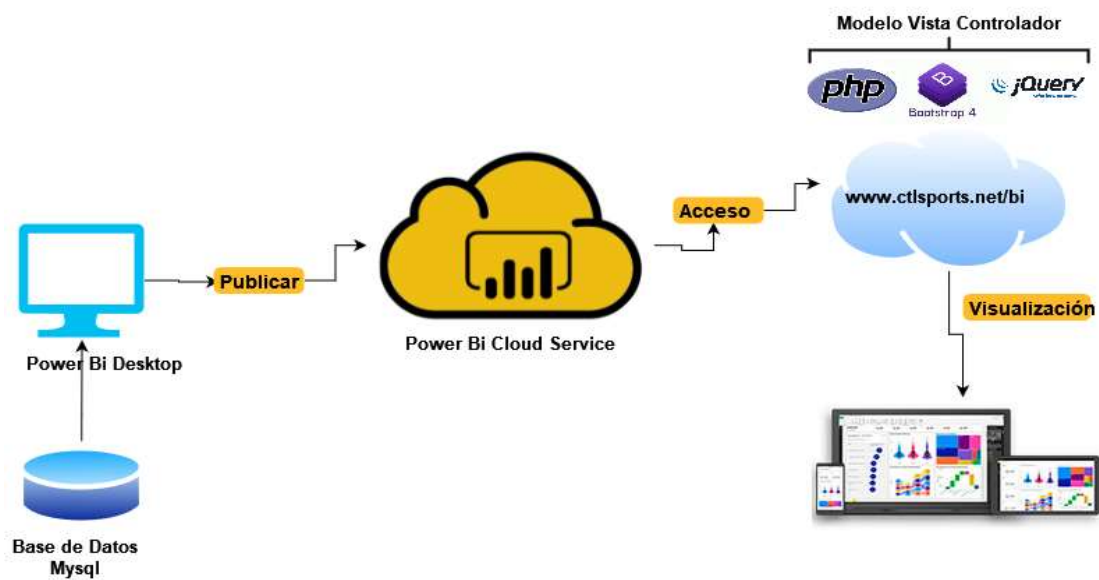 Modelo Vista Controlador
php
B
Bootstrap 4
jQuery
www.ctlsports.net/bi
Acceso
Publicar
Visualización
Power Bi Cloud Service
Power Bi Desktop
Base de Datos
Mysql